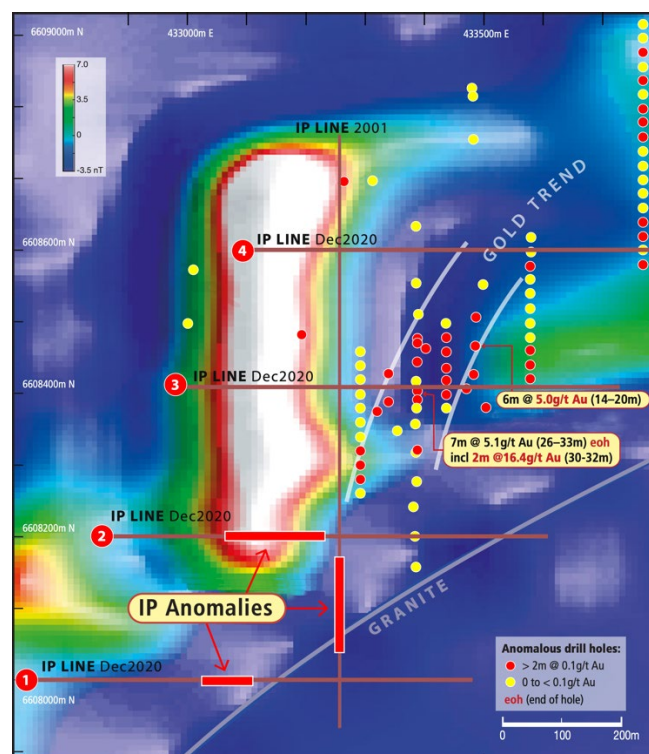 6609000m N
433000m E
433500m E
7.0
3.5
0
-3.5 nT
IP LINE 2001
GOLD TREND
6608600m N
4
IP LINE Dec2020
3
IP LINE Dec2020
6608400m N
6m @ 5.0g/t Au (14–20m)
7m @ 5.1g/t Au (26–33m) eoh
incl 2m @16.4g/t Au (30-32m)
IP LINE Dec2020
6608200m N
2
IP Anomalies
GRANITE
IP LINE Dec2020
1
6608000m N
Anomalous drill holes:
> 2m @ 0.1g/t Au
0 to < 0.1g/t Au
eoh (end of hole)
0 100 200m